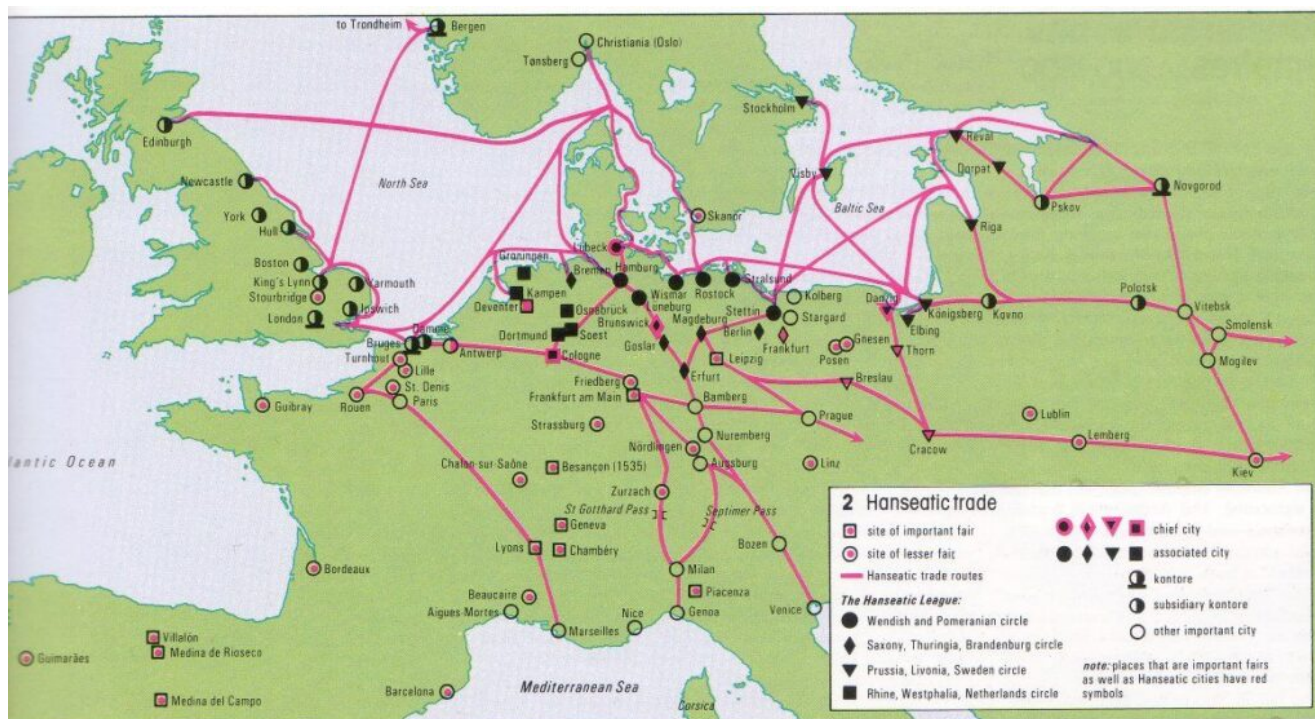 to Trondheim
Bergen
Christiania (Oslo)
Tønsberg
Stockholm
Edinburgh
Reval
Newcastle
North Sea
Visby
Dorpat
Novgorod
York
Hull
Skanör
Baltic Sea
Pskov
Riga
Boston
Lübeck
Groningen
Bremen
Hamburg
King's Lynn
Yarmouth
Kampen
Wismar
Rostock
Stralsund
Kolberg
Danzig
Polotsk
Stourbridge
Deventer
Lüneburg
Stettin
Königsberg
Kovno
Vitebsk
Ipswich
Osnabrück
Brunswick
Magdeburg
Stargard
Elbing
Smolensk
London
Dortmund
Soest
Berlin
Damme
Goslar
Frankfurt
Gnesen
Bruges
Antwerp
Cologne
Leipzig
Posen
Thorn
Mogilev
Turnhout
Lille
Erfurt
Friedberg
Breslau
St. Denis
Frankfurt am Main
Bamberg
Guibray
Rouen
Paris
Prague
Lublin
Strassburg
Nuremberg
Cracow
Lemberg
Nördlingen
Kiev
lantic Ocean
Chalon-sur-Saône
Besançon (1535)
Augsburg
Linz
Zurzach
St Gotthard Pass
Septimer Pass
Geneva
Lyons
Chambéry
Bozen
Bordeaux
Milan
Beaucaire
Piacenza
Aigues-Mortes
Nice
Genoa
Venice
Marseilles
Villalón
Guimarães
Medina de Rioseco
Barcelona
Mediterranean Sea
Medina del Campo
Corsica
2 Hanseatic trade
site of important fair
site of lesser fair
Hanseatic trade routes
The Hanseatic League:
Wendish and Pomeranian circle
Saxony, Thuringia, Brandenburg circle
Prussia, Livonia, Sweden circle
Rhine, Westphalia, Netherlands circle
chief city
associated city
kontore
subsidiary kontore
other important city
note: places that are important fairs
as well as Hanseatic cities have red
symbols